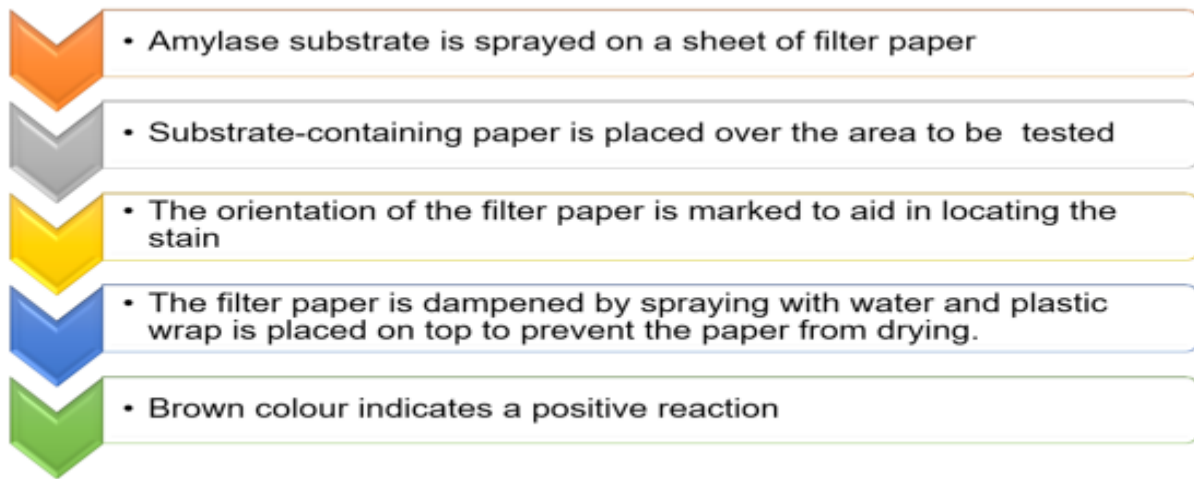 • Amylase substrate is sprayed on a sheet of filter paper
• Substrate-containing paper is placed over the area to be tested
• The orientation of the filter paper is marked to aid in locating the
stain
• The filter paper is dampened by spraying with water and plastic
wrap is placed on top to prevent the paper from drying.
• Brown colour indicates a positive reaction